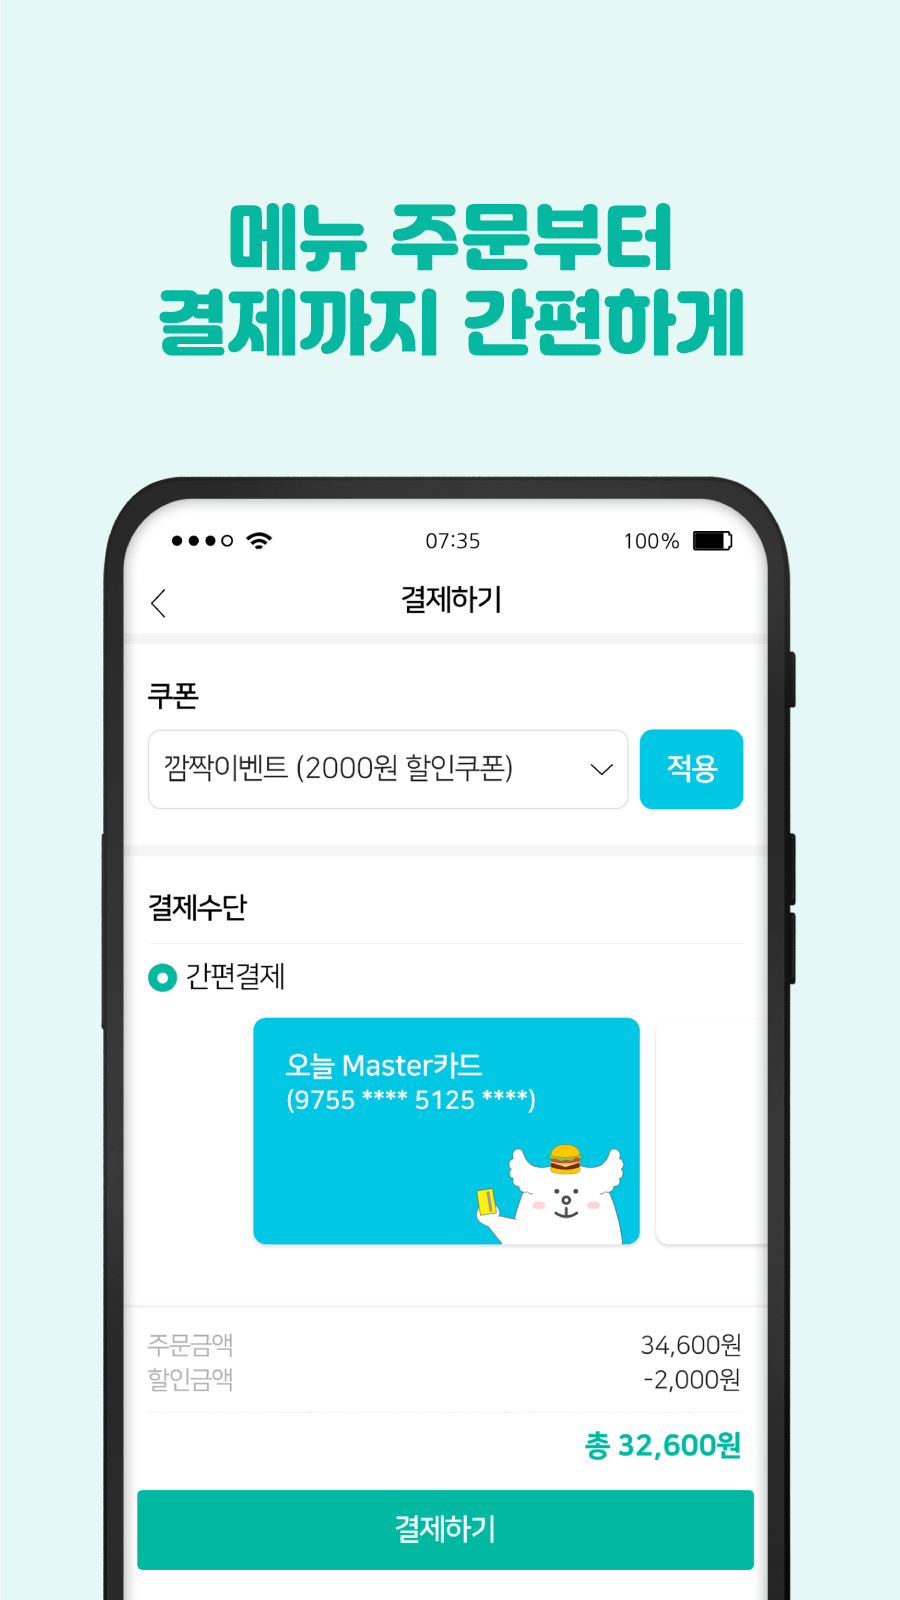 메뉴 주문부터
결제까지 간편하게
07:35
100%
결제하기
쿠폰
깜짝이벤트 (2000원 할인쿠폰)
적용
결제수단
간편결제
오늘 Master카드
(9755 **** 5125 ****)
주문금액 34,600원
할인금액 -2,000원
총 32,600원
결제하기